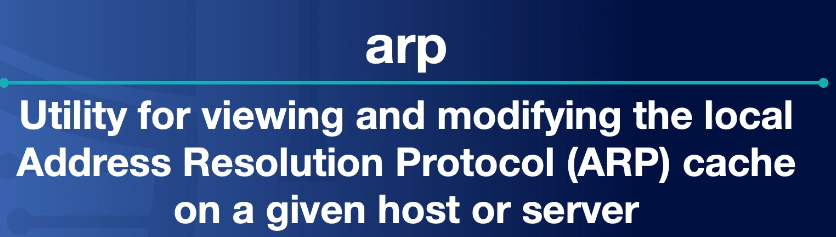 arp
Utility for viewing and modifying the local
Address Resolution Protocol (ARP) cache
on a given host or server